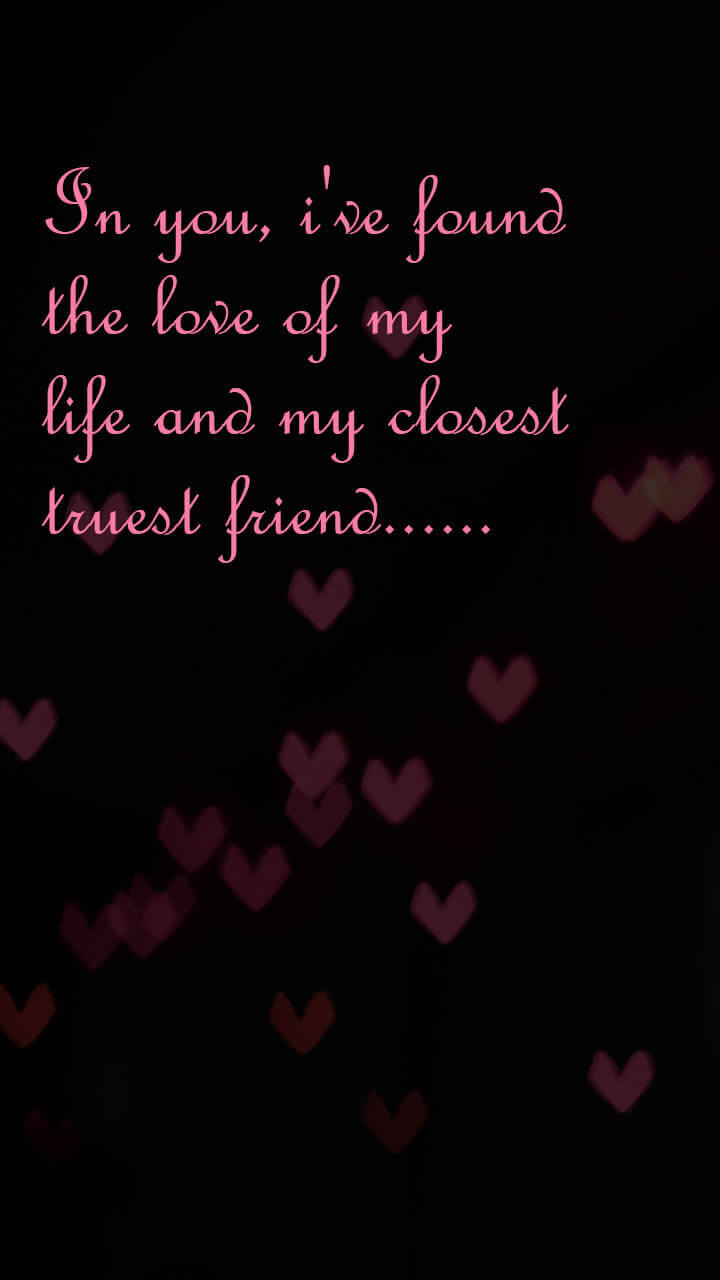 In you, i've found
the love of my
life and my closest
truest friend......